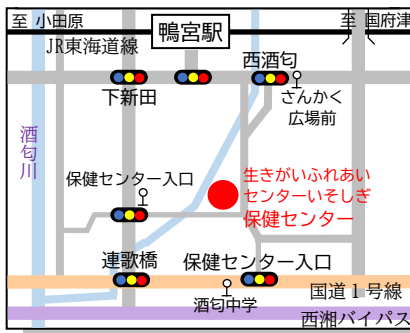 至 小田原
鴨宮駅
至 国府津
JR東海道線
西酒匂
下新田
さんかく
広場前
酒匂川
生きがいふれあい
センターいそしぎ
保健センター
保健センター入口
連歌橋
保健センター入口
酒匂中学
国道1号線
西湘バイパス